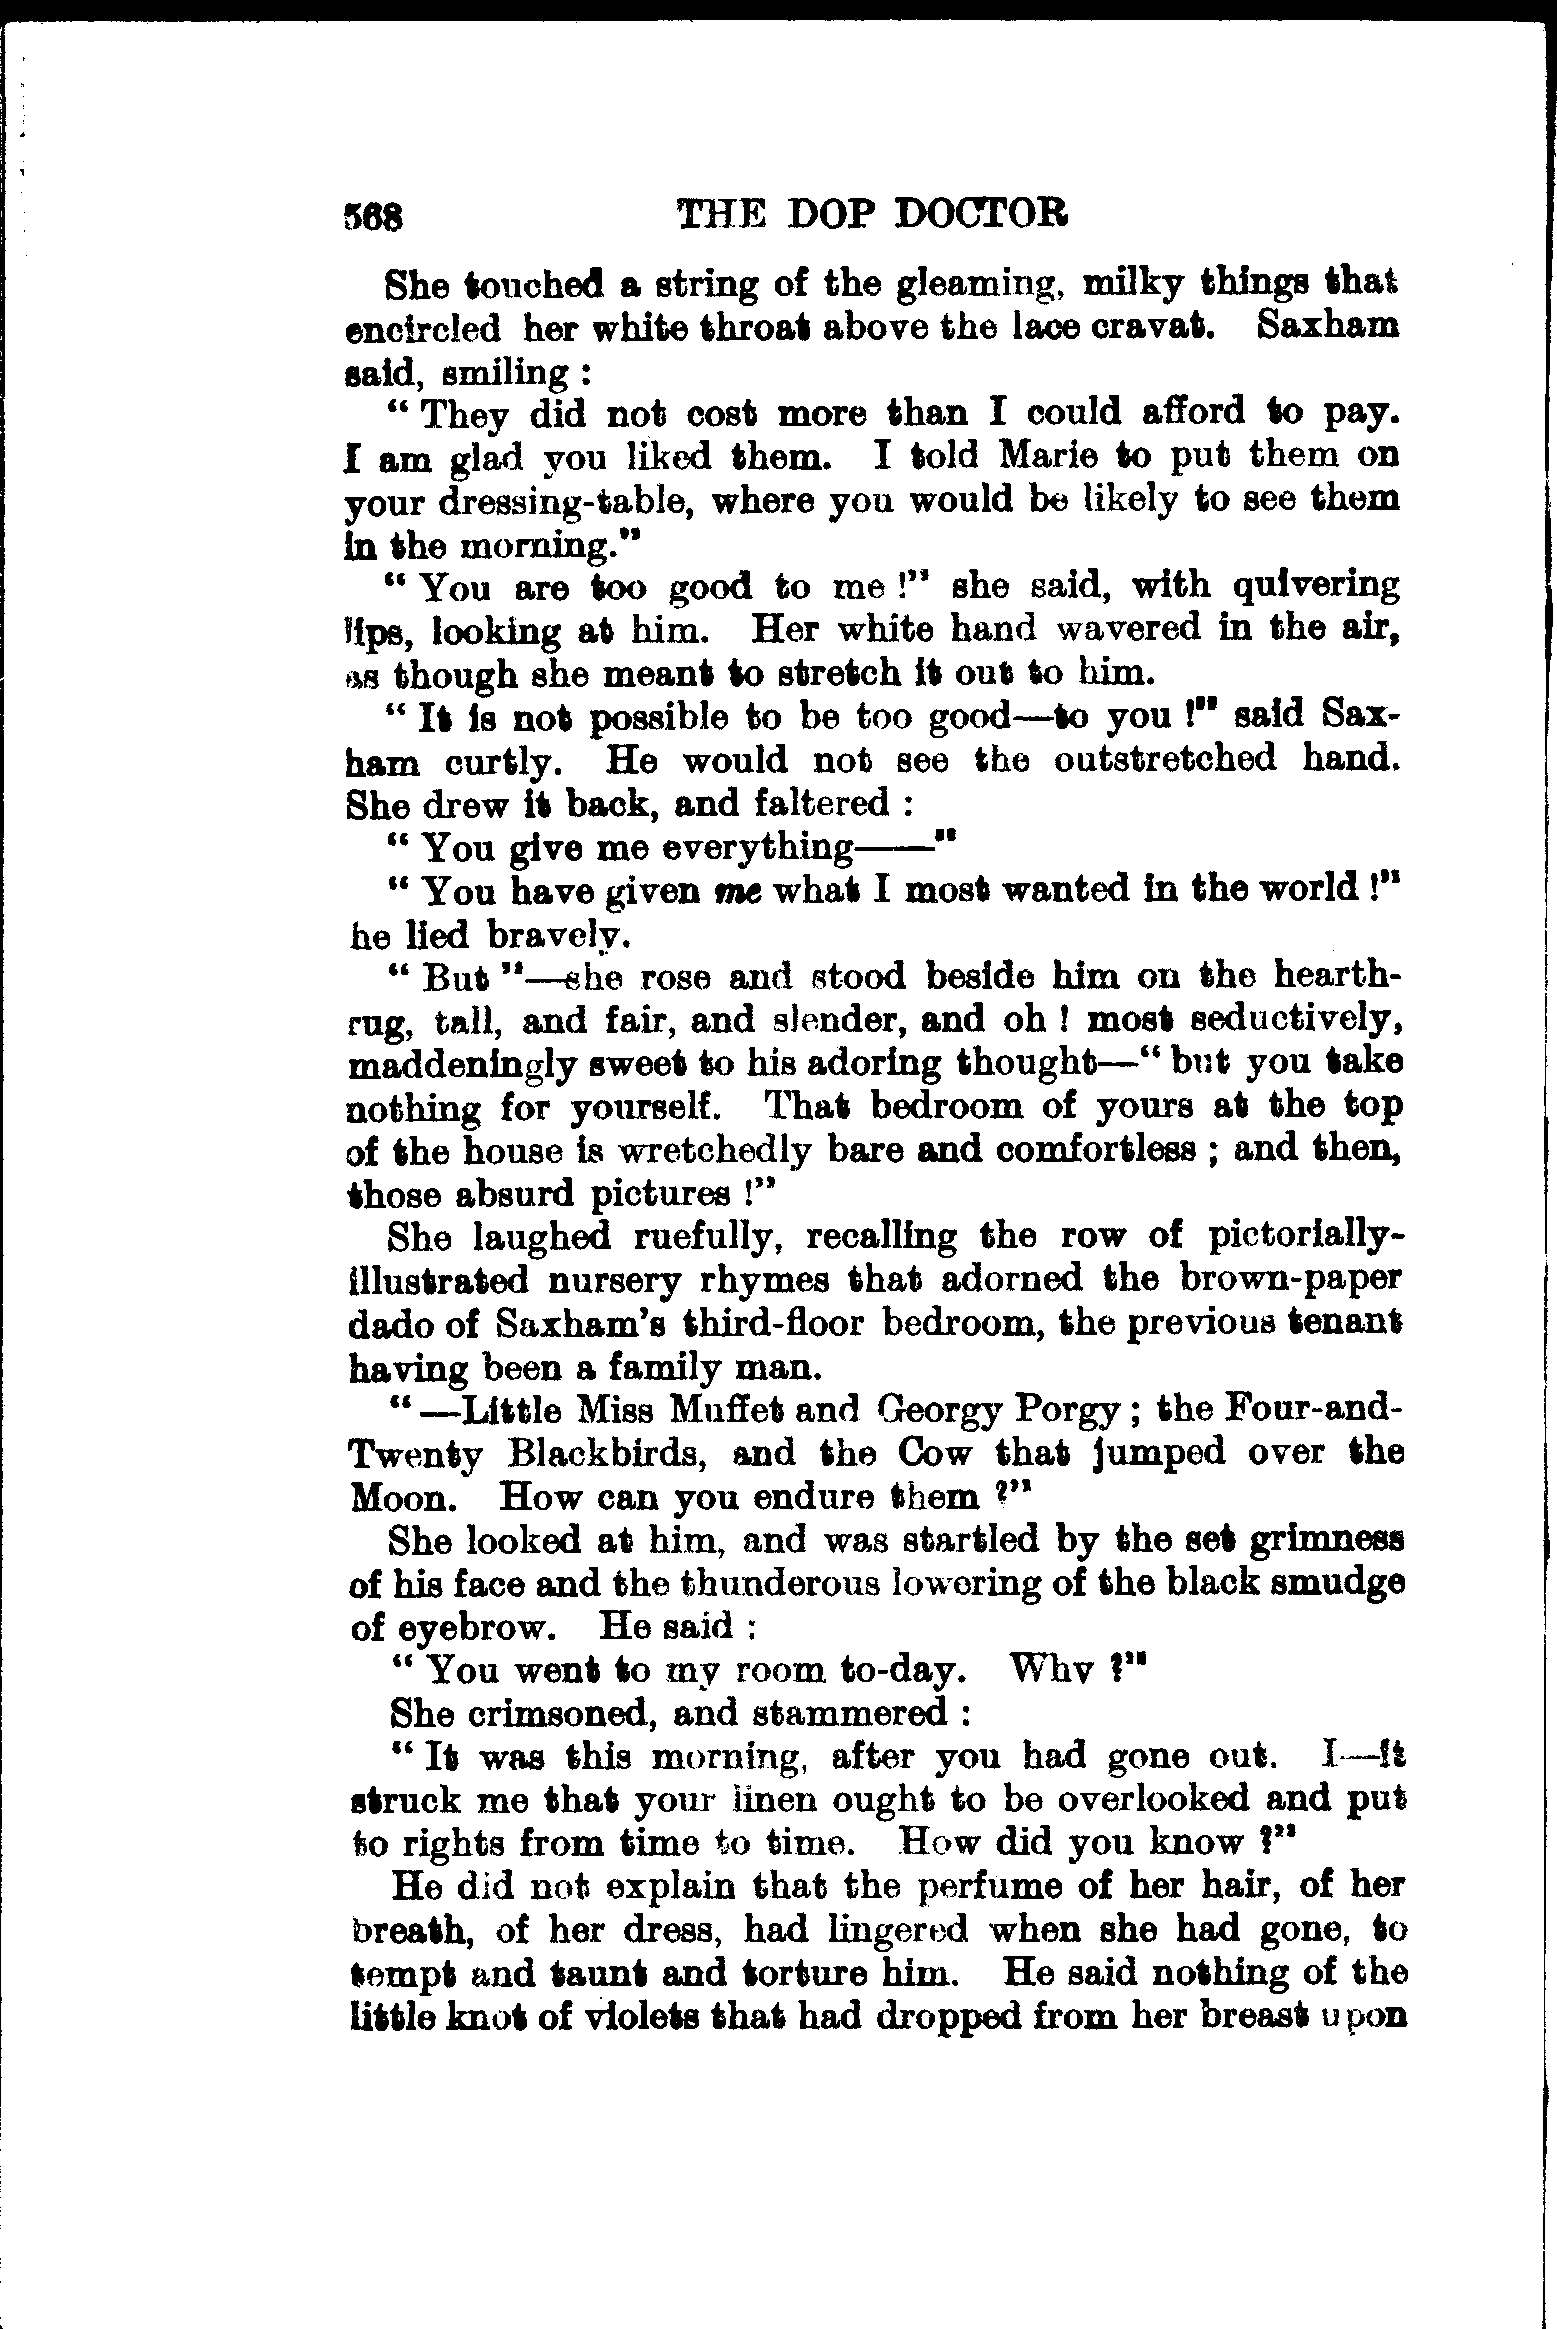 568 THE DOP DOCTOR
She touched a string of the gleaming, milky things that
encircled her white throat above the lace cravat. Saxham
said, smiling :
“ They did not cost more than I could afford to pay.
I am glad you liked them. I told Marie to put them on
your dressing-table, where you would be likely to see them
in the morning.”
“ You are too good to me !” she said, with quivering
lips, looking at him. Her white hand wavered in the air,
as though she meant to stretch it out to him.
“ It is not possible to be too good—to you !” said Sax-
ham curtly. He would not see the outstretched hand.
She drew it back, and faltered :
“ You give me everything——”
“ You have given me what I most wanted in the world !”
he lied bravely.
“ But ”—she rose and stood beside him on the hearth-
rug, tall, and fair, and slender, and oh ! most seductively,
maddeningly sweet to his adoring thought—“ but you take
nothing for yourself. That bedroom of yours at the top
of the house is wretchedly bare and comfortless ; and then,
those absurd pictures !”
She laughed ruefully, recalling the row of pictorially-
illustrated nursery rhymes that adorned the brown-paper
dado of Saxham’s third-floor bedroom, the previous tenant
having been a family man.
“ —Little Miss Muffet and Georgy Porgy ; the Four-and-
Twenty Blackbirds, and the Cow that jumped over the
Moon. How can you endure them ?”
She looked at him, and was startled by the set grimness
of his face and the thunderous lowering of the black smudge
of eyebrow. He said :
“ You went to my room to-day. Why ?”
She crimsoned, and stammered :
“ It was this morning, after you had gone out. I—it
struck me that your linen ought to be overlooked and put
to rights from time to time. How did you know ?”
He did not explain that the perfume of her hair, of her
breath, of her dress, had lingered when she had gone, to
tempt and taunt and torture him. He said nothing of the
little knot of violets that had dropped from her breast upon